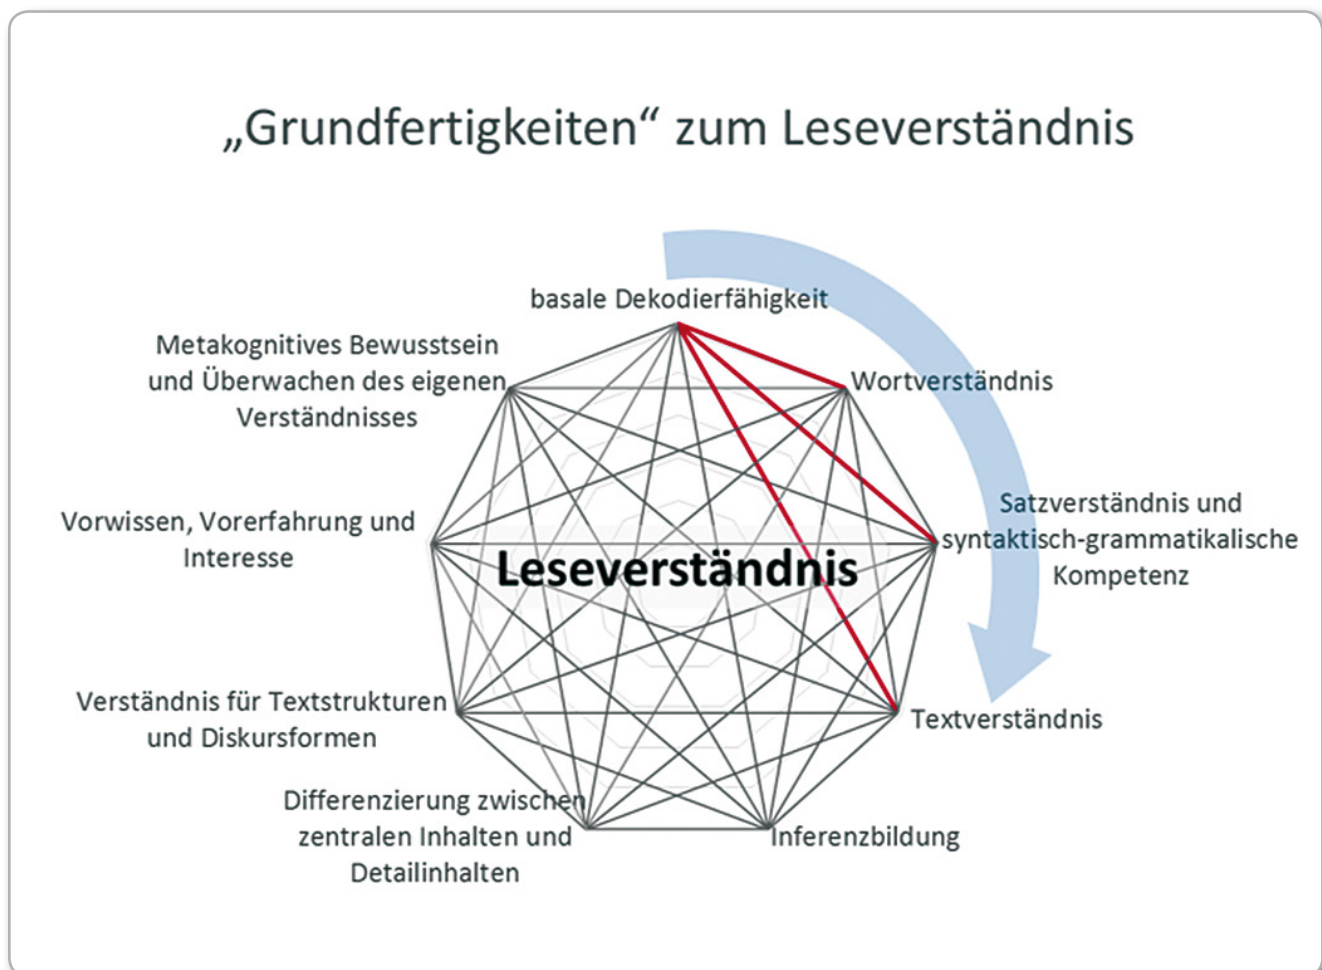 „Grundfertigkeiten“ zum Leseverständnis
basale Dekodierfähigkeit
Wortverständnis
Satzverständnis und
syntaktisch-grammatikalische
Kompetenz
Textverständnis
Inferenzbildung
Differenzierung zwischen
zentralen Inhalten und
Detailinhalten
Verständnis für Textstrukturen
und Diskursformen
Vorwissen, Vorerfahrung und
Interesse
Metakognitives Bewusstsein
und Überwachen des eigenen
Verständnisses
Leseverständnis